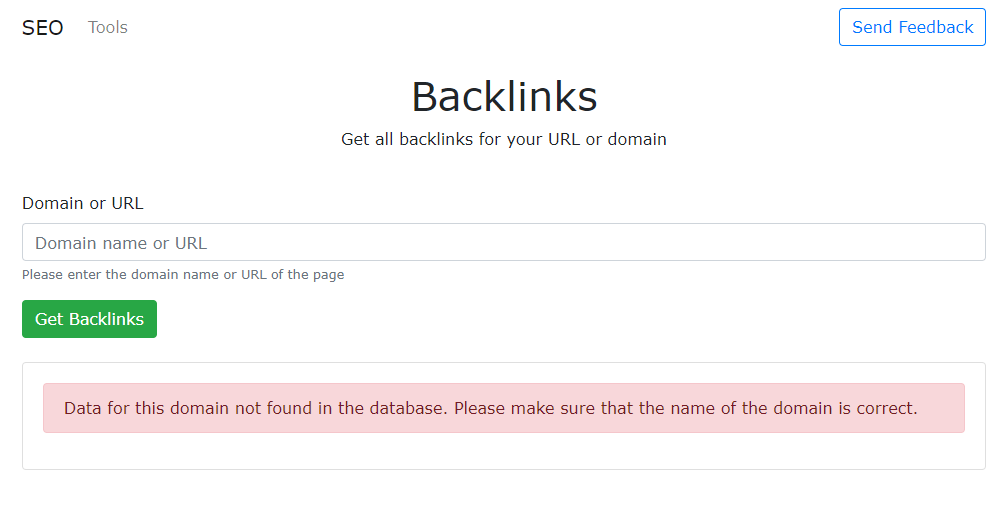 SEO Tools Send Feedback
Backlinks
Get all backlinks for your URL or domain
Domain or URL
Domain name or URL
Please enter the domain name or URL of the page
Get Backlinks
Data for this domain not found in the database. Please make sure that the name of the domain is correct.